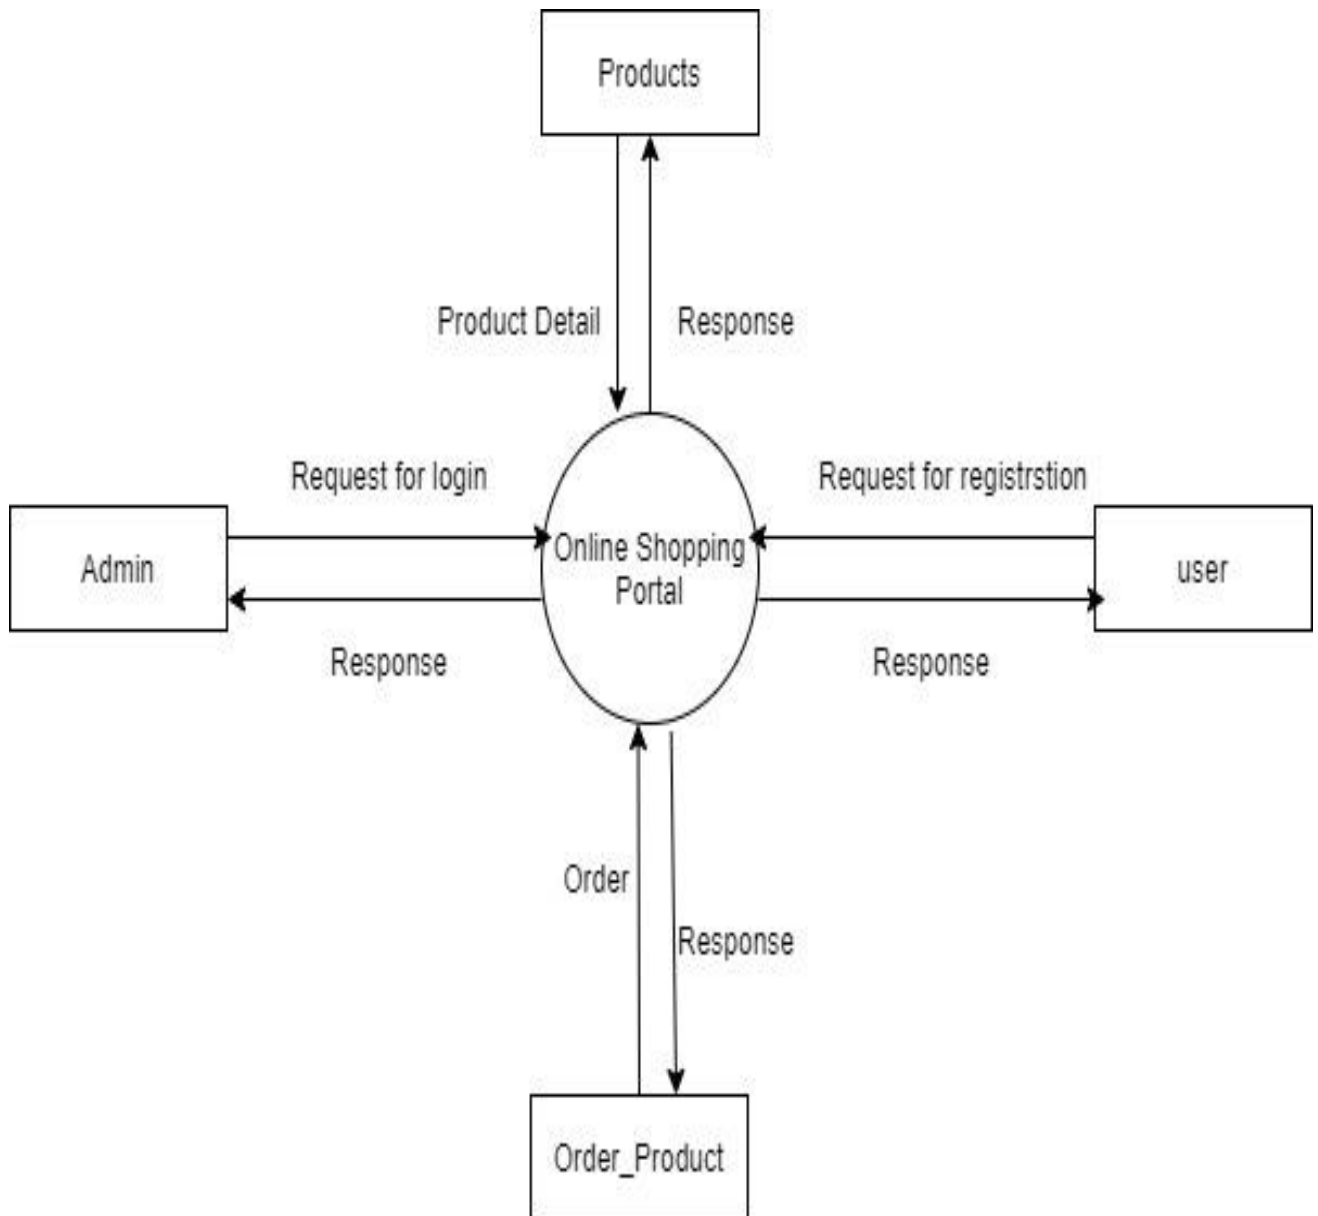 Products
Product Detail
Response
Request for login
Request for registrstion
Admin
Online Shopping
Portal
user
Response
Response
Order
Response
Order_Product